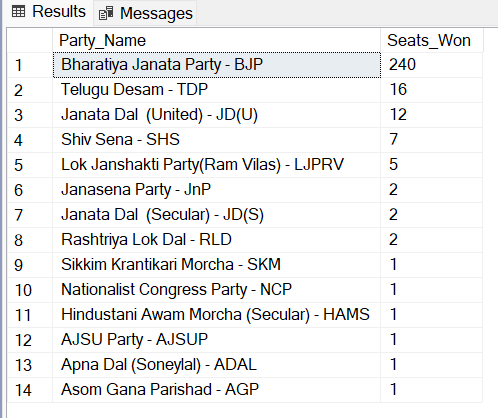 Results Messages
Party_Name Seats_Won
1 Bharatiya Janata Party - BJP 240
2 Telugu Desam - TDP 16
3 Janata Dal  (United) - JD(U) 12
4 Shiv Sena - SHS 7
5 Lok Janshakti Party(Ram Vilas) - LJPRV 5
6 Janasena Party - JnP 2
7 Janata Dal  (Secular) - JD(S) 2
8 Rashtriya Lok Dal - RLD 2
9 Sikkim Krantikari Morcha - SKM 1
10 Nationalist Congress Party - NCP 1
11 Hindustani Awam Morcha (Secular) - HAMS 1
12 AJSU Party - AJSUP 1
13 Apna Dal (Soneylal) - ADAL 1
14 Asom Gana Parishad - AGP 1